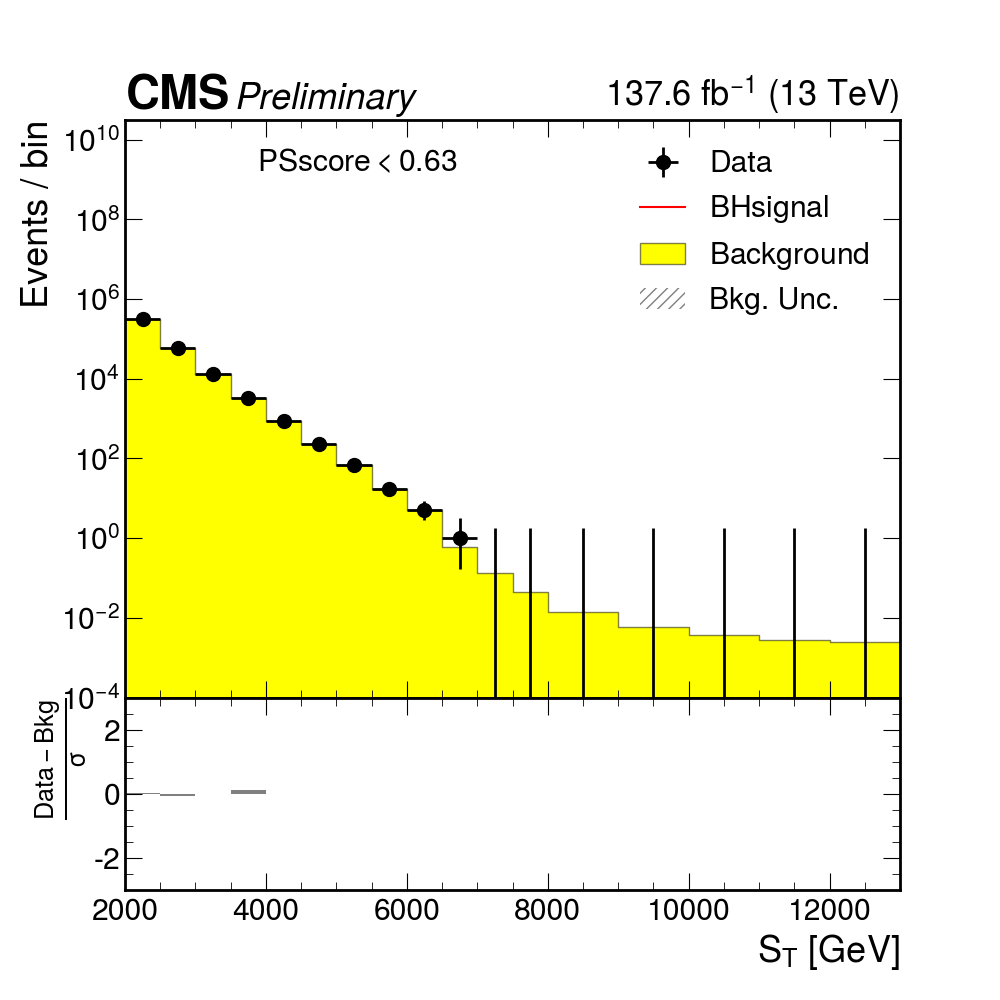 CMS Preliminary 137.6 fb⁻¹ (13 TeV)
Events / bin
PSscore < 0.63
Data
BHsignal
Background
Bkg. Unc.
10¹⁰
10⁸
10⁶
10⁴
10²
10⁰
10⁻²
10⁻⁴
Data − Bkg
σ
2
0
-2
2000 4000 6000 8000 10000 12000
S_T [GeV]